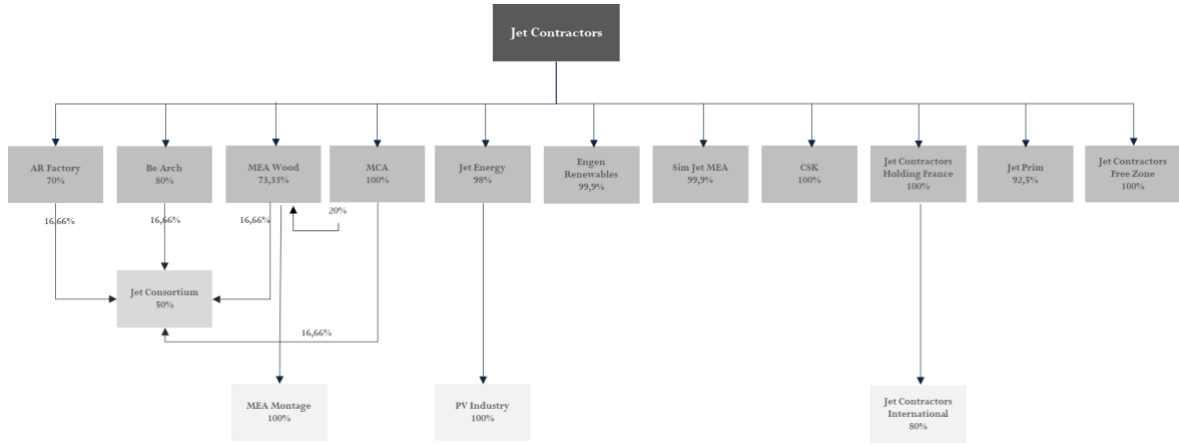 Jet Contractors
AR Factory
70%
Be Arch
80%
MEA Wood
73,33%
MCA
100%
Jet Energy
98%
Engen
Renewables
99,9%
Sim Jet MEA
99,9%
CSK
100%
Jet Contractors
Holding France
100%
Jet Prim
92,5%
Jet Contractors
Free Zone
100%
16,66%
16,66%
16,66%
20%
Jet Consortium
50%
16,66%
MEA Montage
100%
PV Industry
100%
Jet Contractors
International
80%